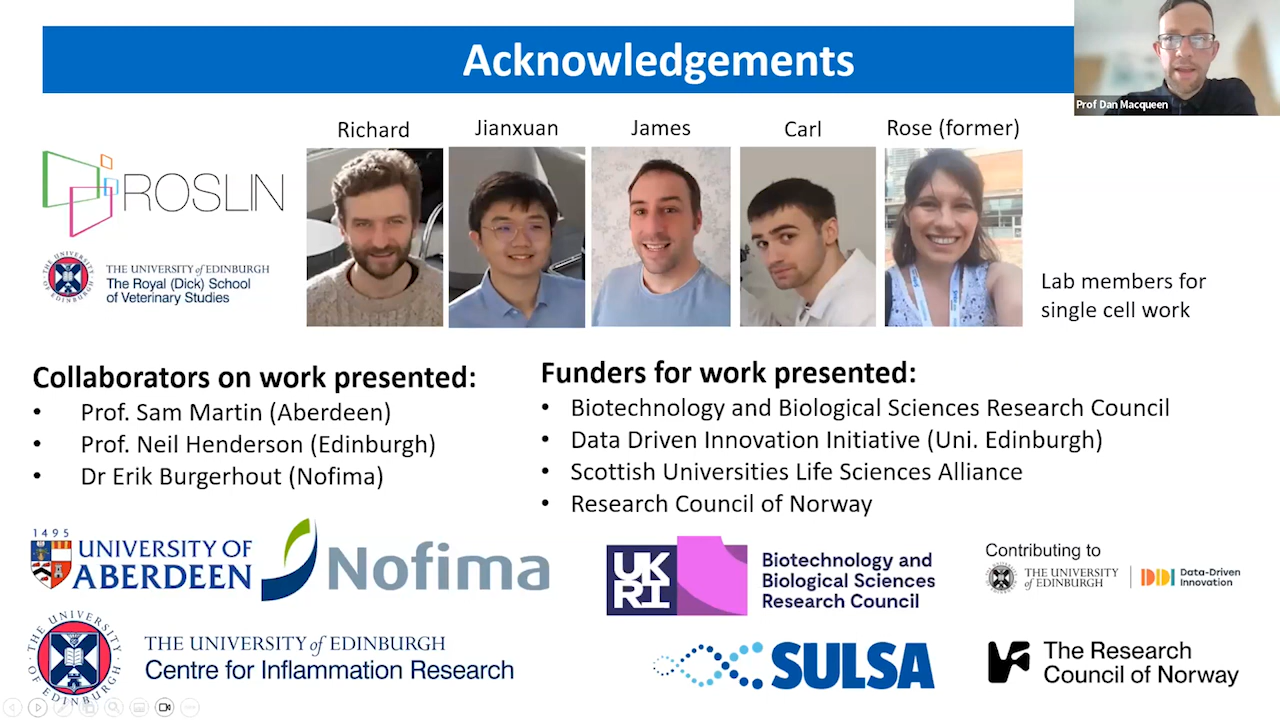 Acknowledgements
Prof Dan Macqueen
Richard
Jianxuan
James
Carl
Rose (former)
ROSLIN
THE UNIVERSITY of EDINBURGH
The Royal (Dick) School
of Veterinary Studies
Lab members for
single cell work
Collaborators on work presented:
• Prof. Sam Martin (Aberdeen)
• Prof. Neil Henderson (Edinburgh)
• Dr Erik Burgerhout (Nofima)
Funders for work presented:
• Biotechnology and Biological Sciences Research Council
• Data Driven Innovation Initiative (Uni. Edinburgh)
• Scottish Universities Life Sciences Alliance
• Research Council of Norway
1495
UNIVERSITY OF
ABERDEEN
Nofima
THE UNIVERSITY of EDINBURGH
Centre for Inflammation Research
UK
RI
Biotechnology and
Biological Sciences
Research Council
Contributing to
THE UNIVERSITY
of EDINBURGH
DDI
Data-Driven
Innovation
SULSA
The Research
Council of Norway